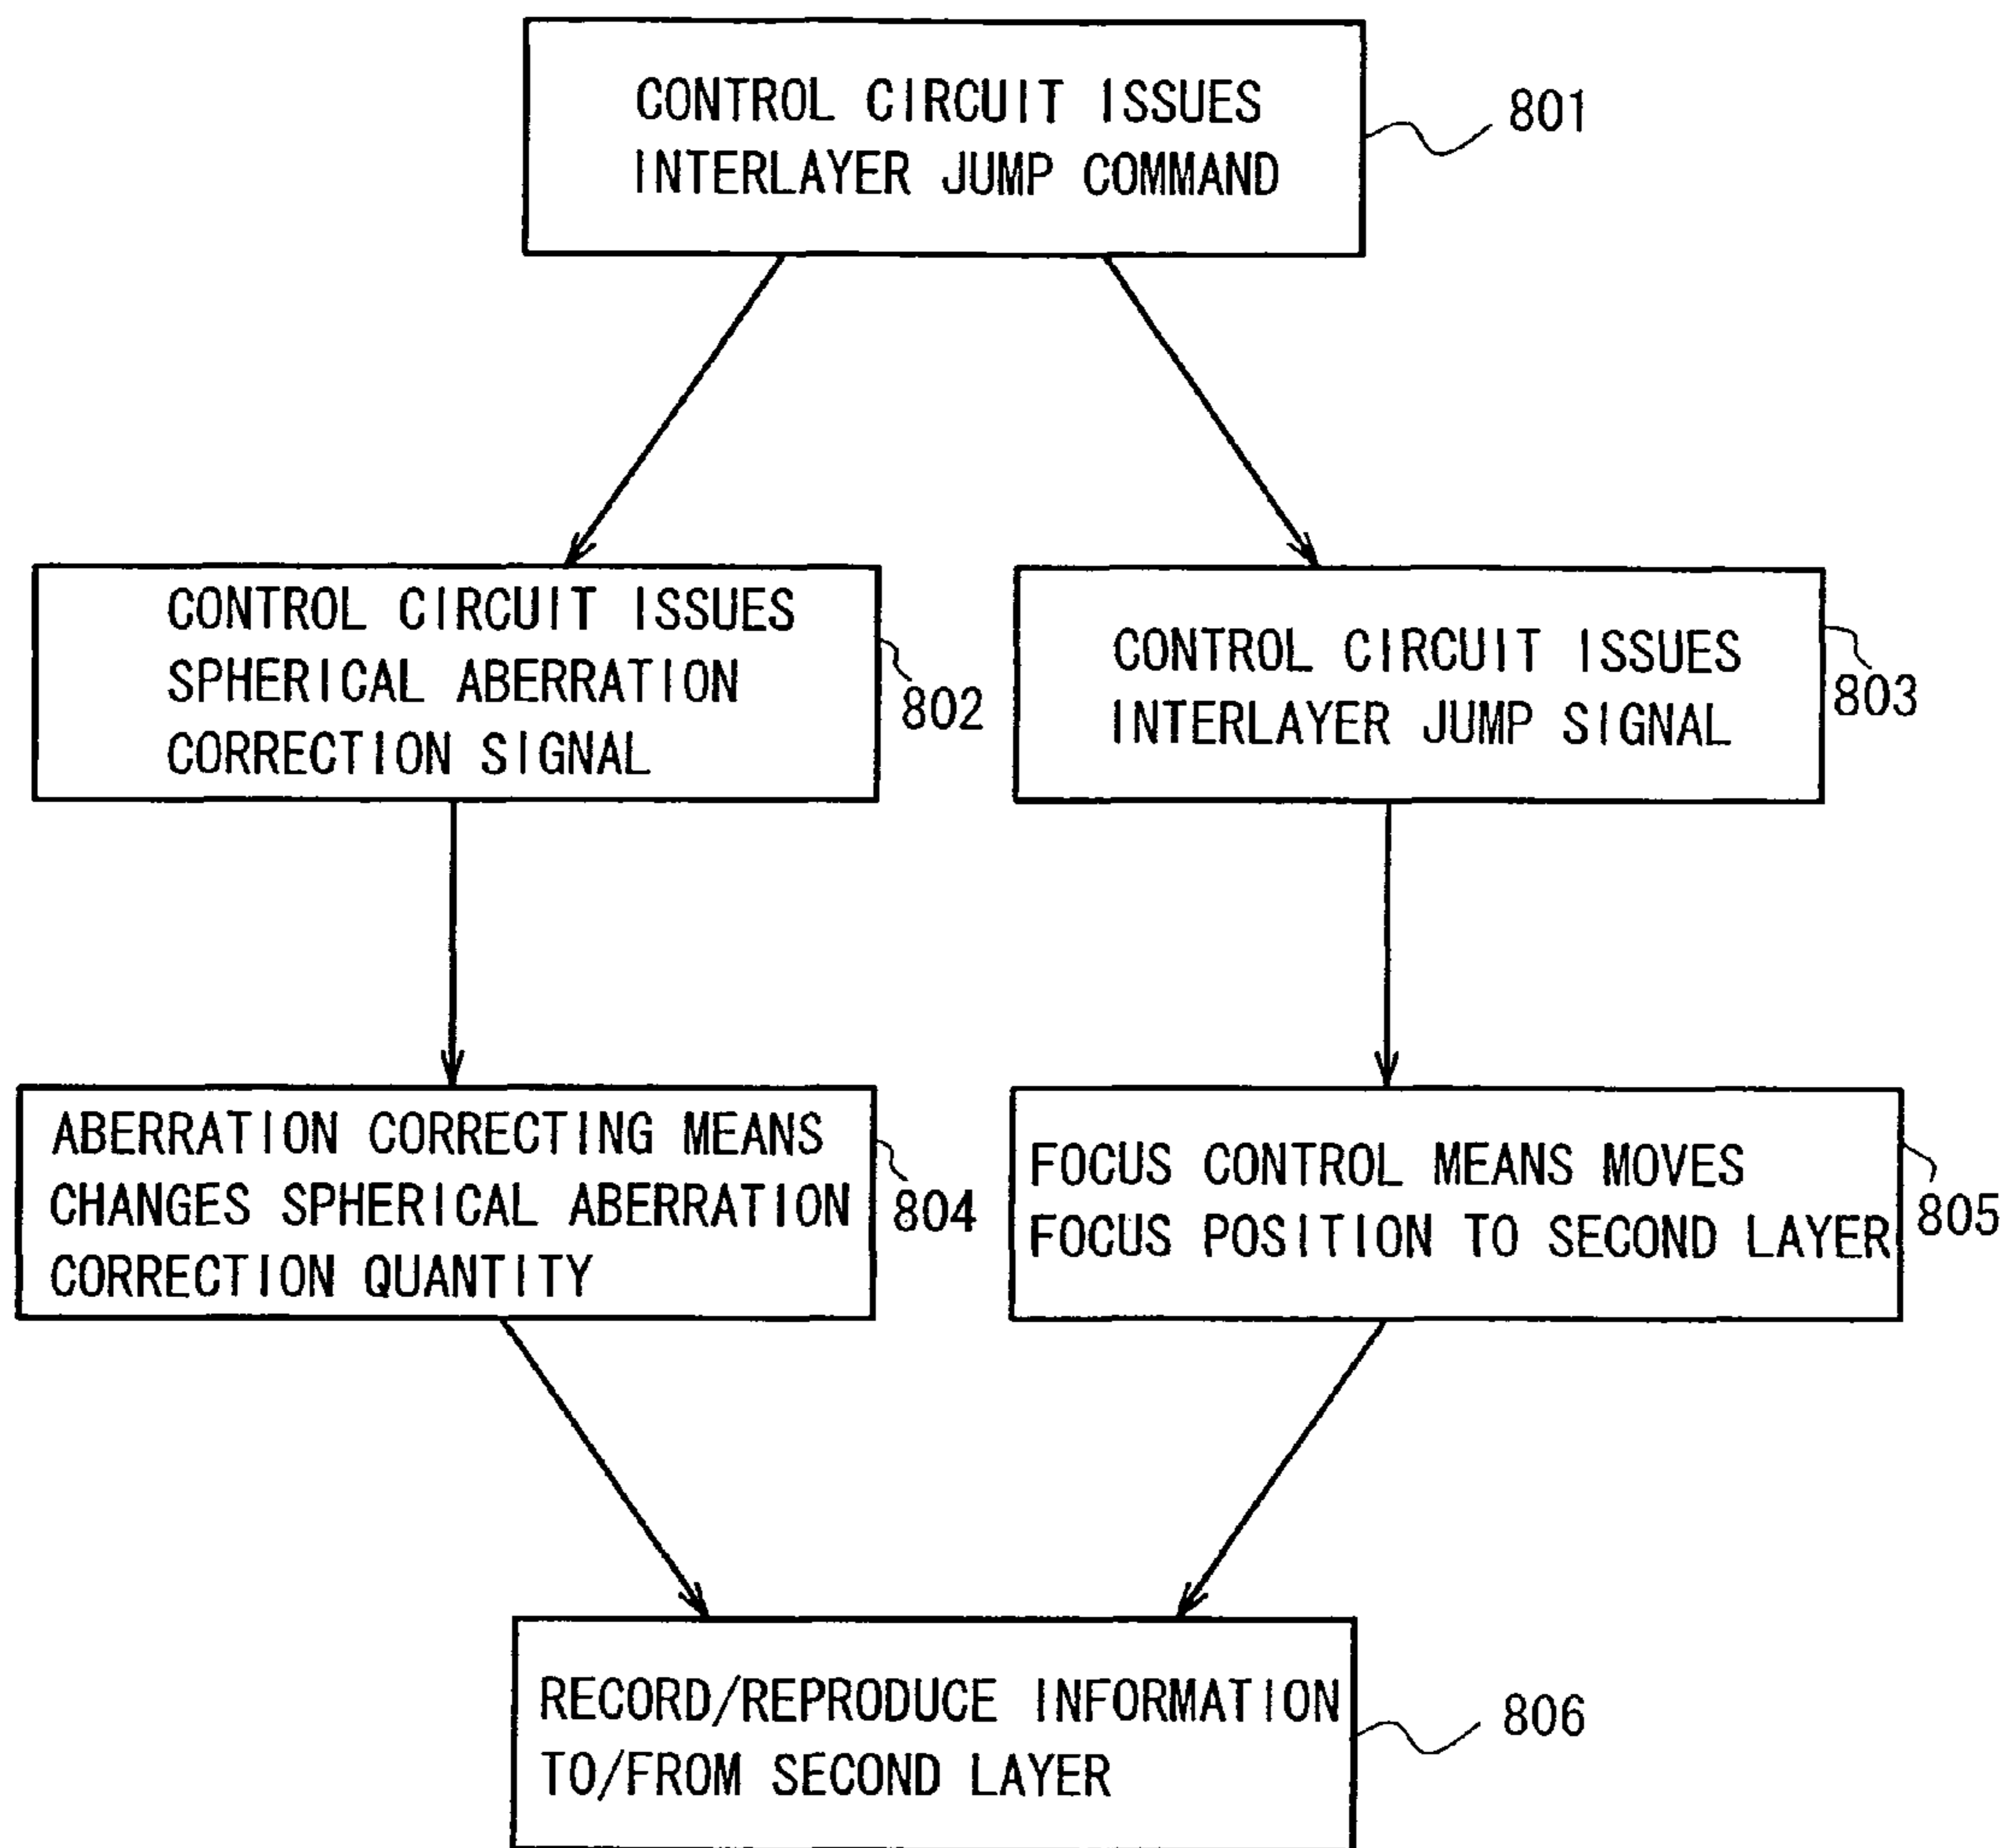 CONTROL CIRCUIT ISSUES
INTERLAYER JUMP COMMAND
801
CONTROL CIRCUIT ISSUES
SPHERICAL ABERRATION
CORRECTION SIGNAL
802
CONTROL CIRCUIT ISSUES
INTERLAYER JUMP SIGNAL
803
ABERRATION CORRECTING MEANS
CHANGES SPHERICAL ABERRATION
CORRECTION QUANTITY
804
FOCUS CONTROL MEANS MOVES
FOCUS POSITION TO SECOND LAYER
805
RECORD/REPRODUCE INFORMATION
TO/FROM SECOND LAYER
806